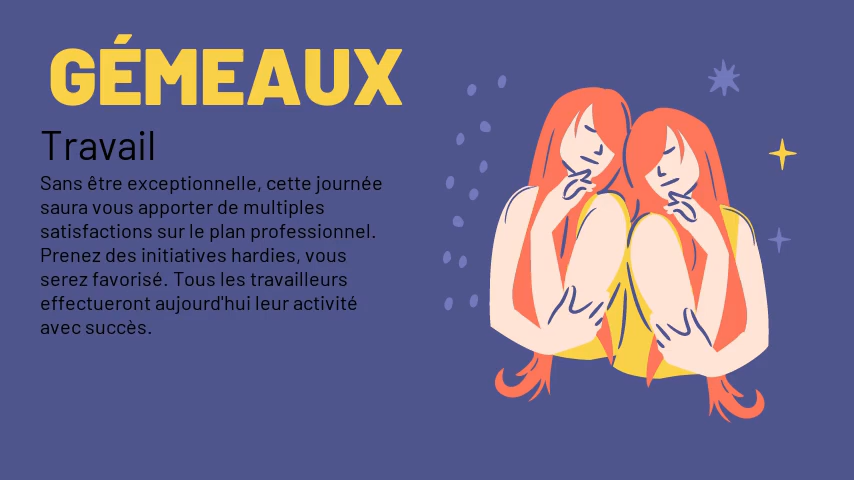 GÉMEAUX
Travail
Sans être exceptionnelle, cette journée
saura vous apporter de multiples
satisfactions sur le plan professionnel.
Prenez des initiatives hardies, vous
serez favorisé. Tous les travailleurs
effectueront aujourd'hui leur activité
avec succès.